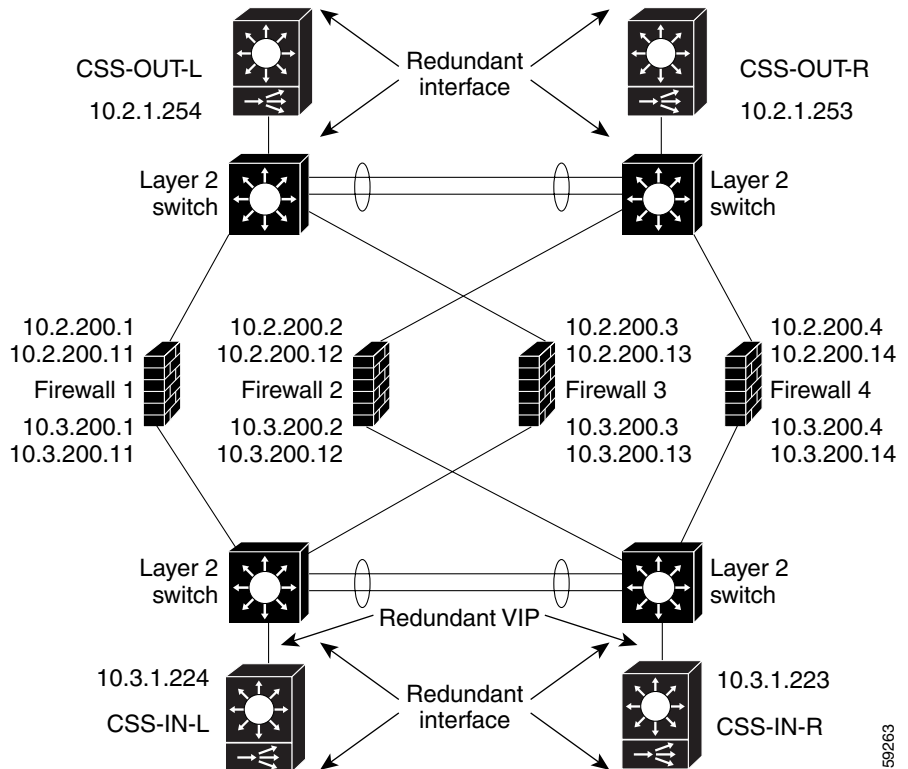 CSS-OUT-L
10.2.1.254
Redundant
interface
CSS-OUT-R
10.2.1.253
Layer 2
switch
Layer 2
switch
10.2.200.1
10.2.200.11
Firewall 1
10.3.200.1
10.3.200.11
10.2.200.2
10.2.200.12
Firewall 2
10.3.200.2
10.3.200.12
10.2.200.3
10.2.200.13
Firewall 3
10.3.200.3
10.3.200.13
10.2.200.4
10.2.200.14
Firewall 4
10.3.200.4
10.3.200.14
Layer 2
switch
Layer 2
switch
Redundant VIP
10.3.1.224
CSS-IN-L
Redundant
interface
10.3.1.223
CSS-IN-R
59263